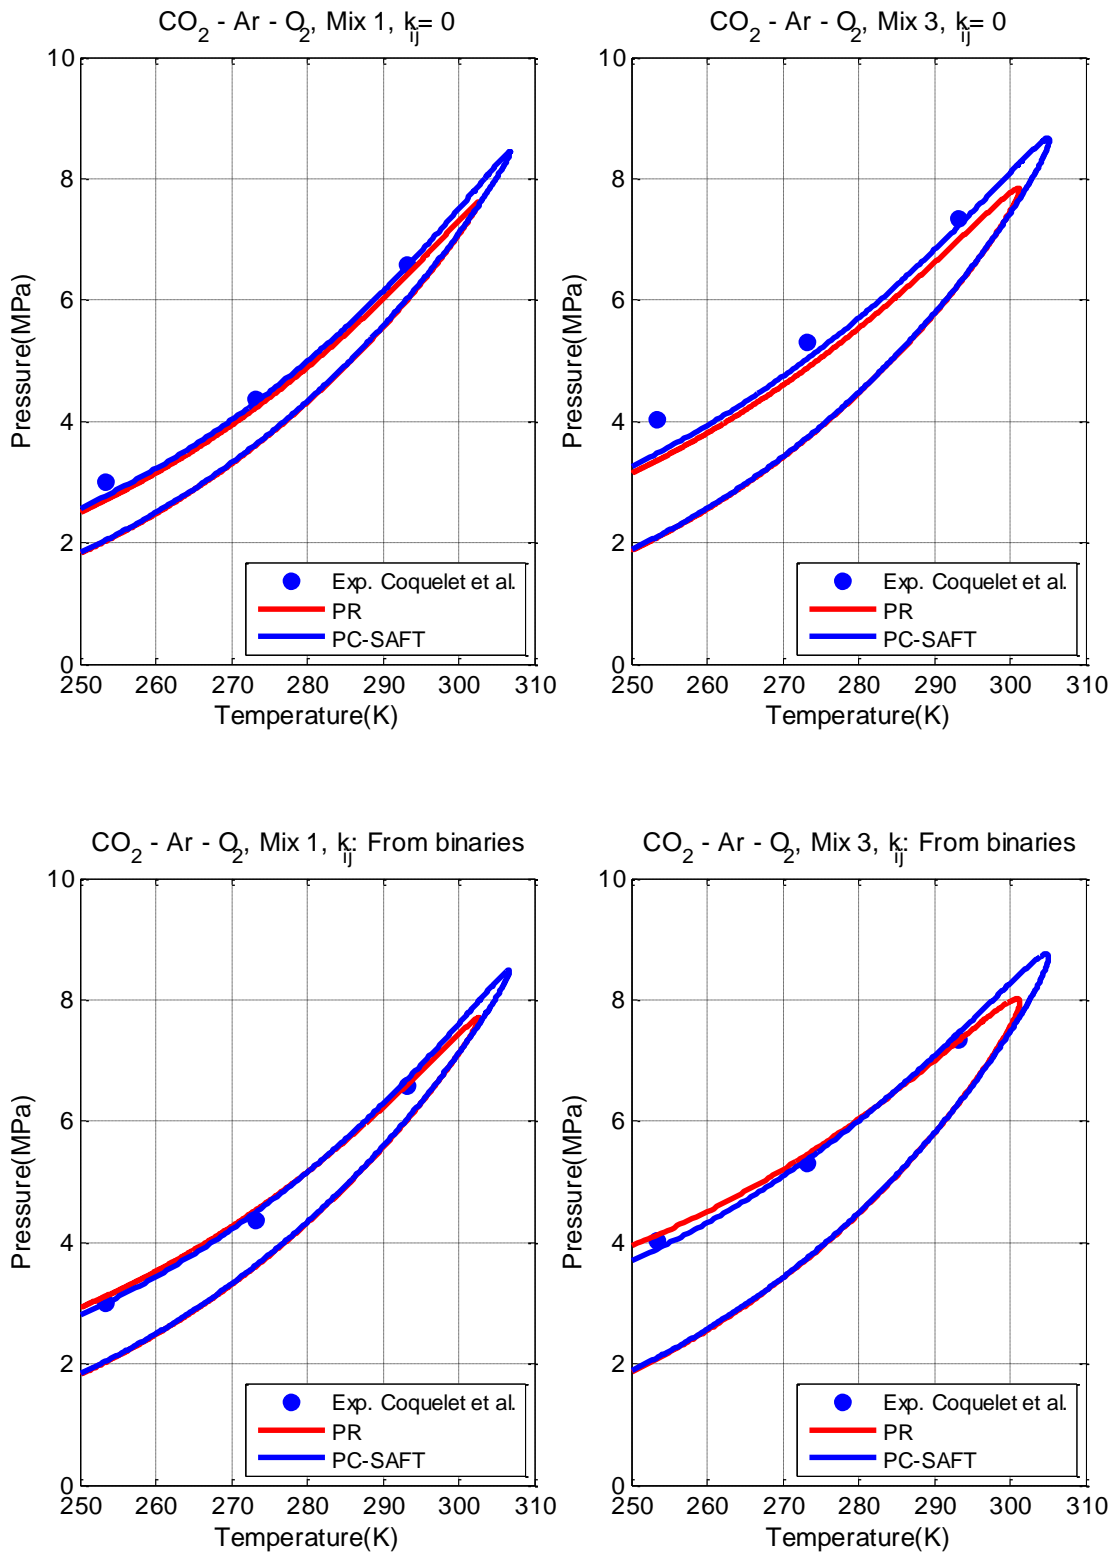 CO2 - Ar - O2, Mix 1, kij= 0
10
8
6
4
2
0
Pressure(MPa)
Exp. Coquelet et al.
PR
PC-SAFT
250 260 270 280 290 300 310
Temperature(K)
CO2 - Ar - O2, Mix 3, kij= 0
10
8
6
4
2
0
Pressure(MPa)
Exp. Coquelet et al.
PR
PC-SAFT
250 260 270 280 290 300 310
Temperature(K)
CO2 - Ar - O2, Mix 1, kij: From binaries
10
8
6
4
2
0
Pressure(MPa)
Exp. Coquelet et al.
PR
PC-SAFT
250 260 270 280 290 300 310
Temperature(K)
CO2 - Ar - O2, Mix 3, kij: From binaries
10
8
6
4
2
0
Pressure(MPa)
Exp. Coquelet et al.
PR
PC-SAFT
250 260 270 280 290 300 310
Temperature(K)